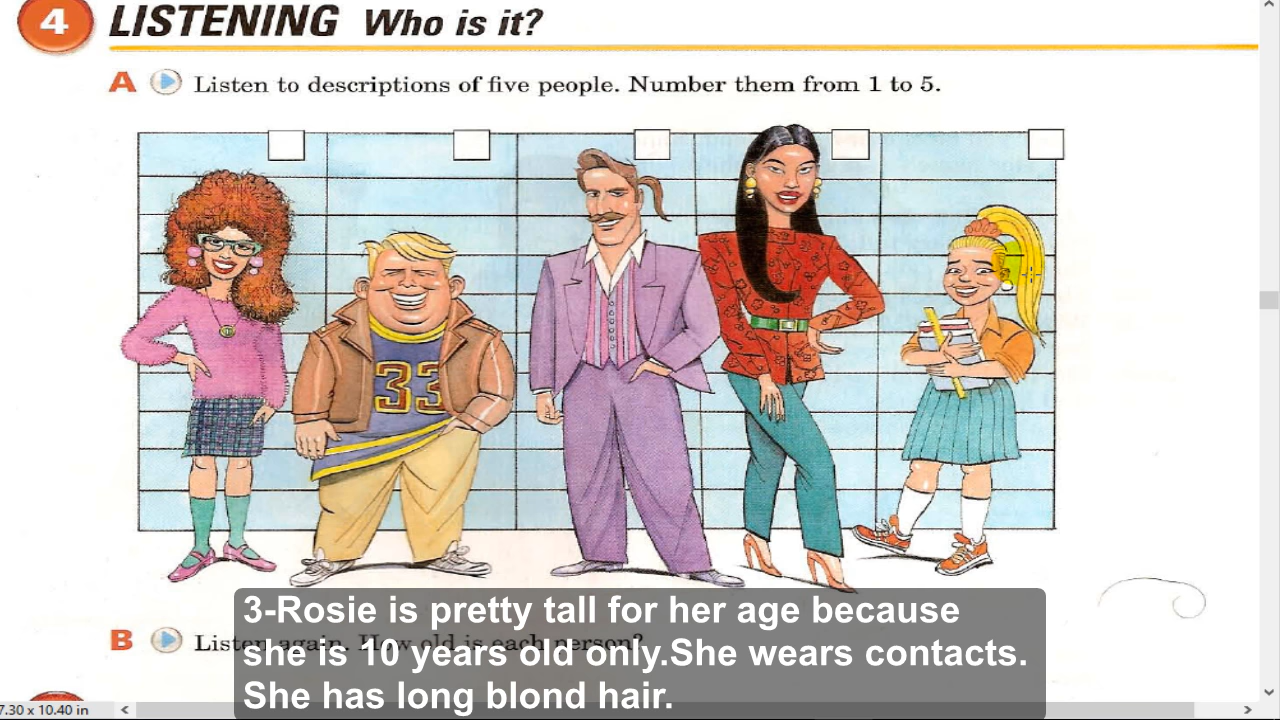 4 LISTENING Who is it?
A Listen to descriptions of five people. Number them from 1 to 5.
33
3-Rosie is pretty tall for her age because
she is 10 years old only.She wears contacts.
She has long blond hair.
B Listen again. How old is each person?
7.30 x 10.40 in